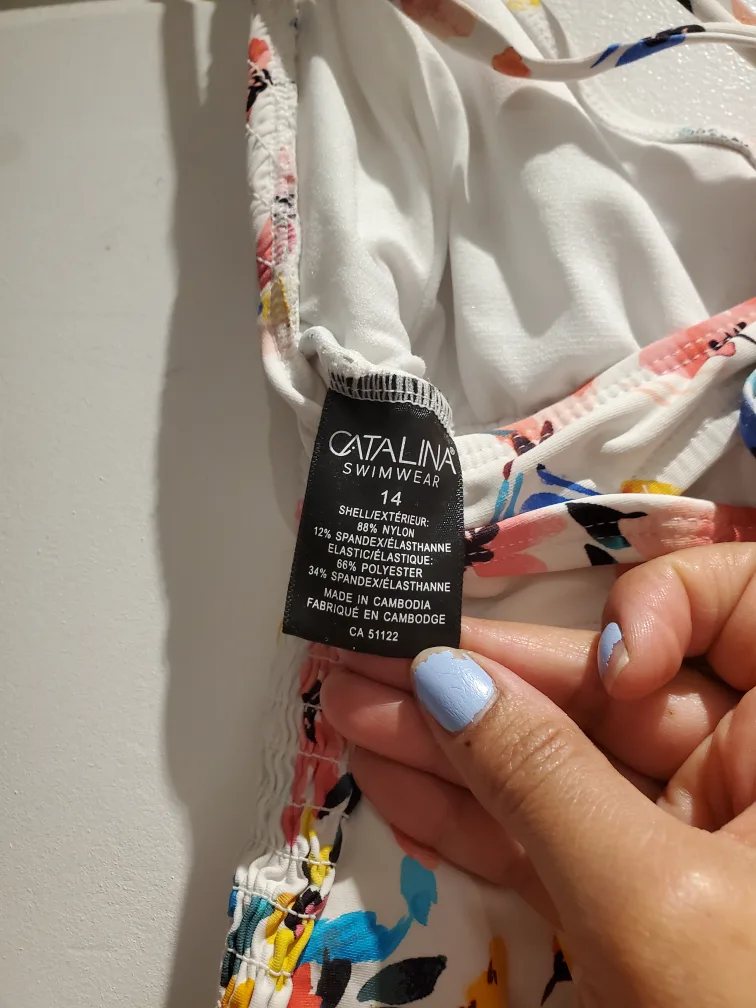 CATALINA®
SWIMWEAR
14
SHELL/EXTÉRIEUR:
88% NYLON
12% SPANDEX/ÉLASTHANNE
ELASTIC/ÉLASTIQUE:
66% POLYESTER
34% SPANDEX/ÉLASTHANNE
MADE IN CAMBODIA
FABRIQUÉ EN CAMBODGE
CA 51122